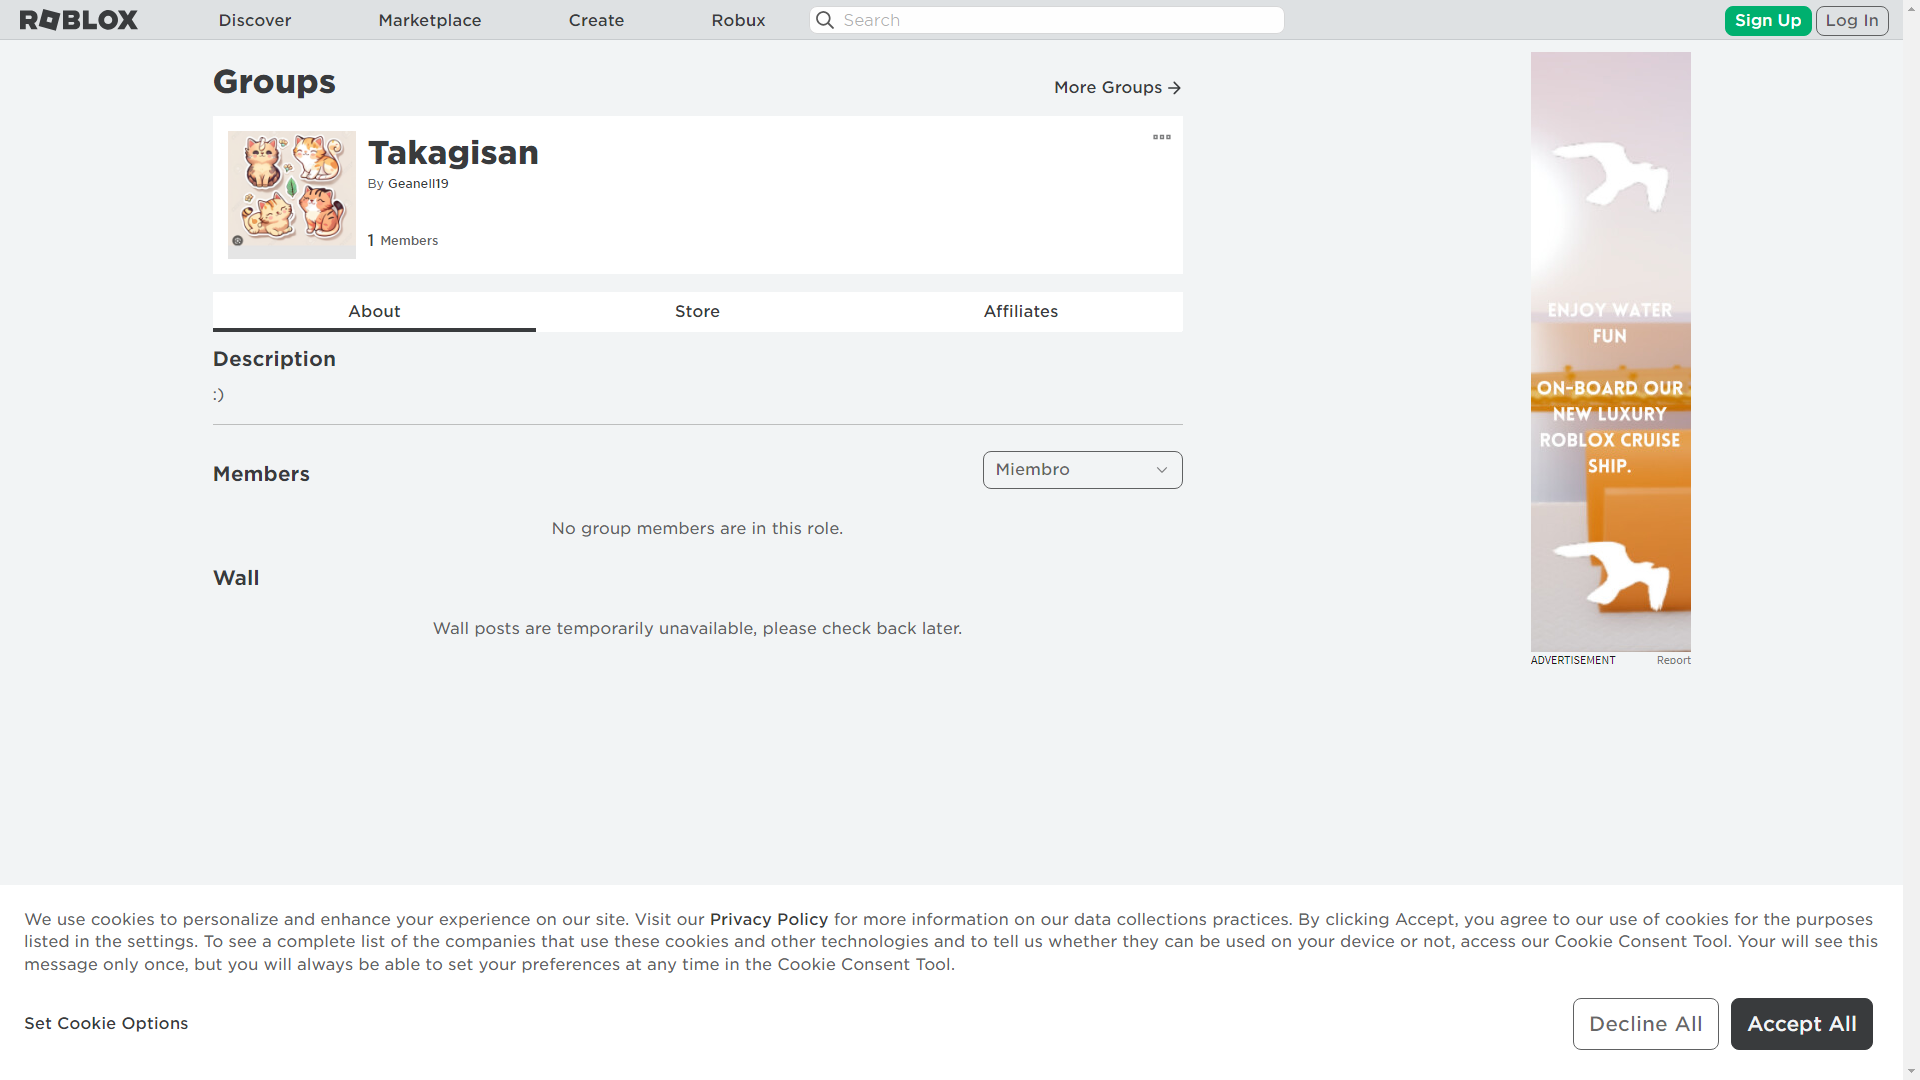 ROBLOX
Discover
Marketplace
Create
Robux
Search
Sign Up
Log In
Groups
More Groups
Takagisan
By Geanell19
1 Members
About
Store
Affiliates
Description
:)
Members
Miembro
No group members are in this role.
Wall
Wall posts are temporarily unavailable, please check back later.
ENJOY WATER
FUN
ON-BOARD OUR
NEW LUXURY
ROBLOX CRUISE
SHIP.
ADVERTISEMENT
Report
We use cookies to personalize and enhance your experience on our site. Visit our Privacy Policy for more information on our data collections practices. By clicking Accept, you agree to our use of cookies for the purposes
listed in the settings. To see a complete list of the companies that use these cookies and other technologies and to tell us whether they can be used on your device or not, access our Cookie Consent Tool. Your will see this
message only once, but you will always be able to set your preferences at any time in the Cookie Consent Tool.
Set Cookie Options
Decline All
Accept All